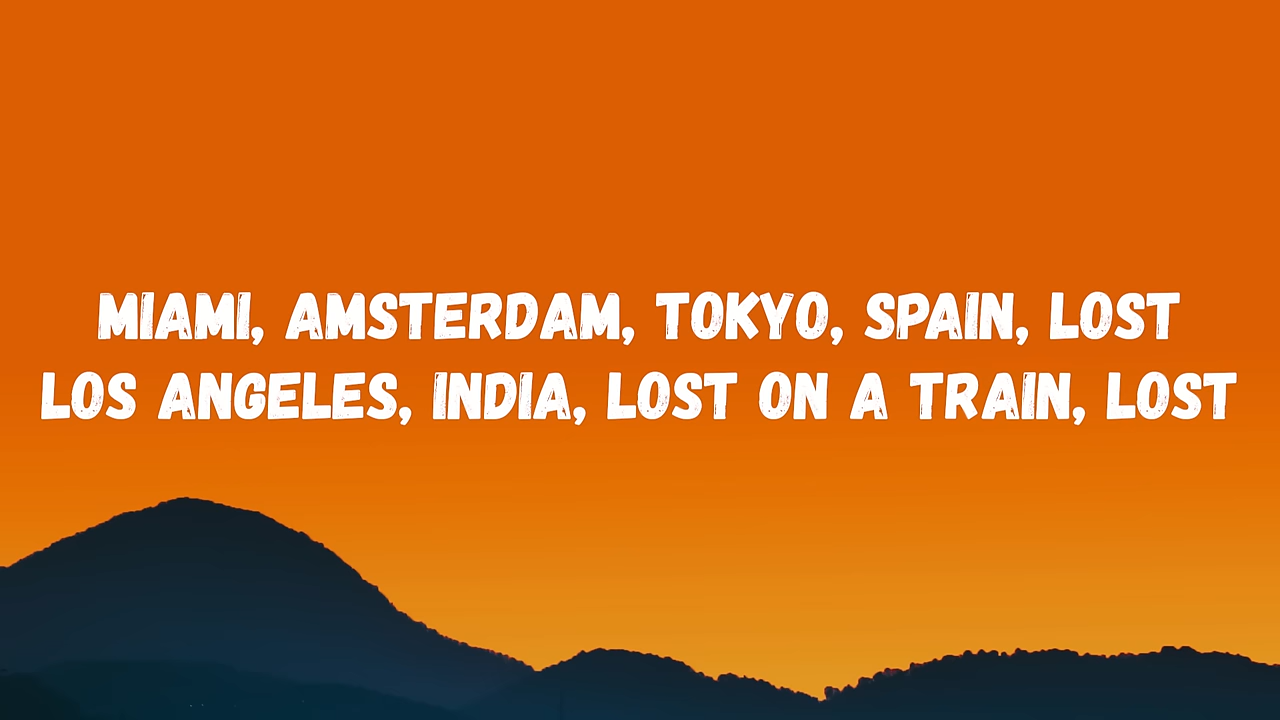 MIAMI, AMSTERDAM, TOKYO, SPAIN, LOST
LOS ANGELES, INDIA, LOST ON A TRAIN, LOST